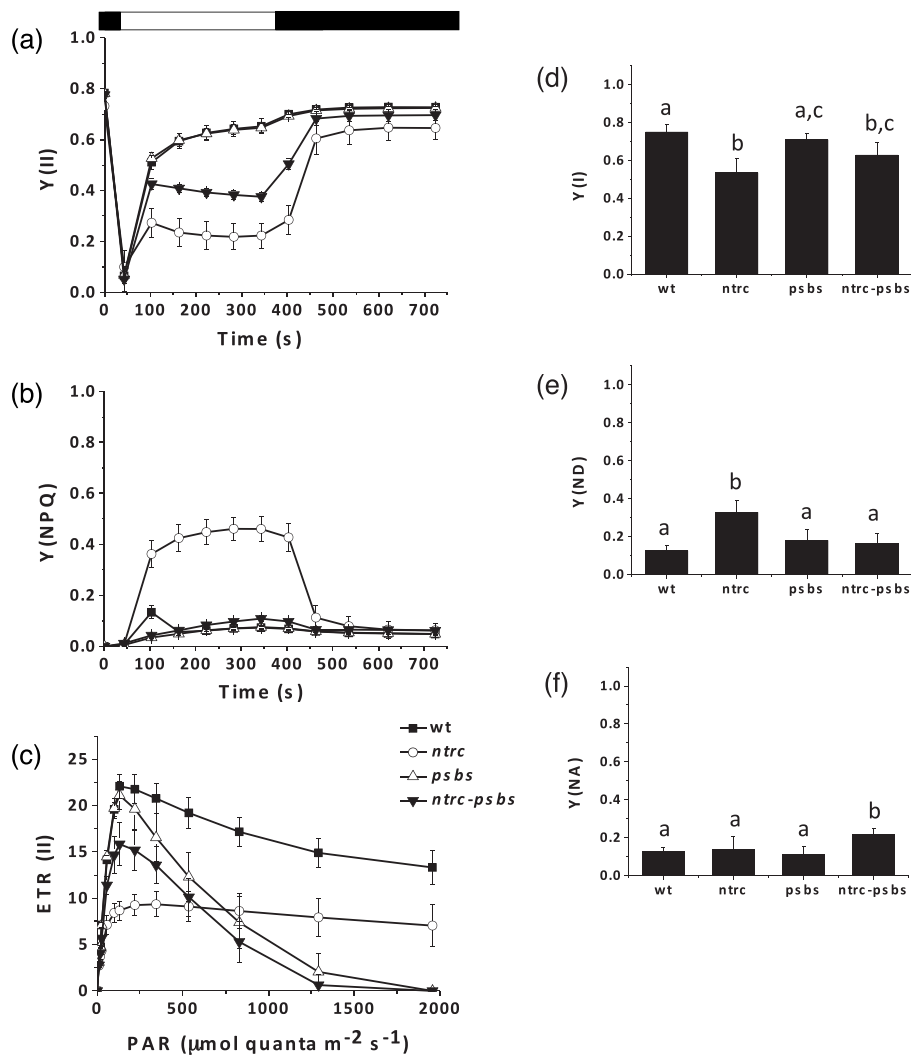 (a)
1.0
0.8
0.6
0.4
0.2
0.0
Y (II)
0 100 200 300 400 500 600 700
Time (s)
(b)
1.0
0.8
0.6
0.4
0.2
0.0
Y (NPQ)
0 100 200 300 400 500 600 700
Time (s)
(c)
25
20
15
10
5
0
ETR (II)
wt
ntrc
psbs
ntrc-psbs
0 500 1000 1500 2000
PAR (µmol quanta m-2 s-1)
(d)
1.0
0.8
0.6
0.4
0.2
0.0
Y (I)
a b a,c b,c
wt ntrc psbs ntrc-psbs
(e)
1.0
0.8
0.6
0.4
0.2
0.0
Y (ND)
a b a a
wt ntrc psbs ntrc-psbs
(f)
1.0
0.8
0.6
0.4
0.2
0.0
Y (NA)
a a a b
wt ntrc psbs ntrc-psbs